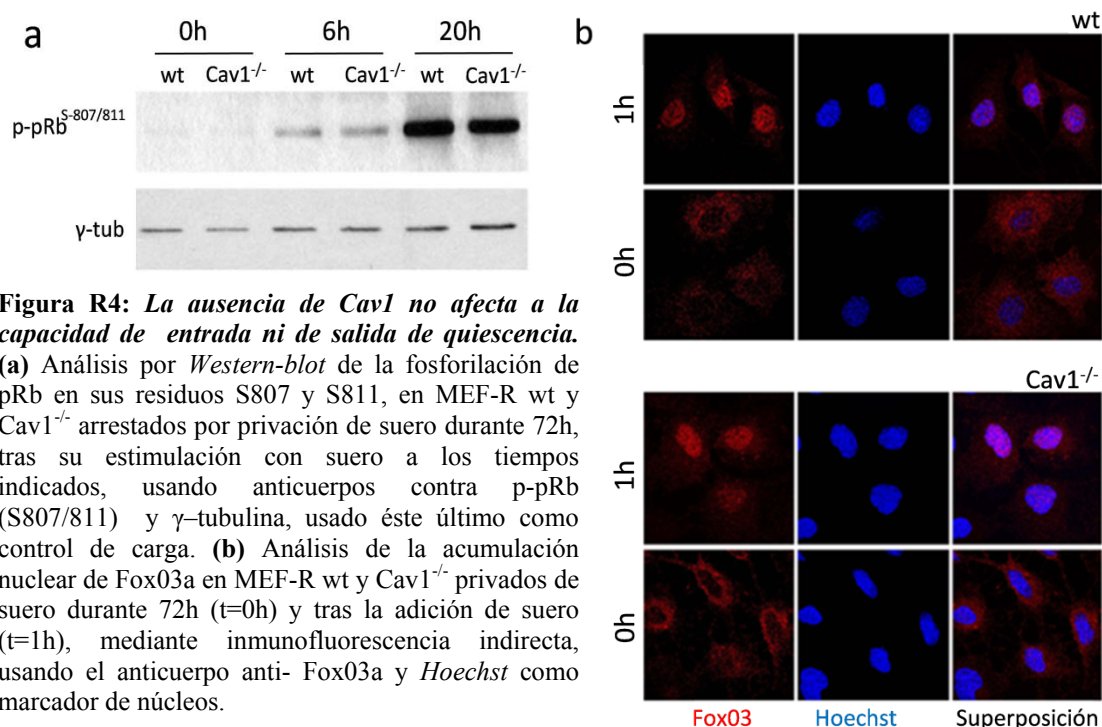 a
0h 6h 20h
wt Cav1-/- wt Cav1-/- wt Cav1-/-
p-pRb S-807/811
γ-tub
Figura R4: La ausencia de Cav1 no afecta a la
capacidad de entrada ni de salida de quiescencia.
(a) Análisis por Western-blot de la fosforilación de
pRb en sus residuos S807 y S811, en MEF-R wt y
Cav1-/- arrestados por privación de suero durante 72h,
tras su estimulación con suero a los tiempos
indicados, usando anticuerpos contra p-pRb
(S807/811) y γ–tubulina, usado éste último como
control de carga. (b) Análisis de la acumulación
nuclear de Fox03a en MEF-R wt y Cav1-/- privados de
suero durante 72h (t=0h) y tras la adición de suero
(t=1h), mediante inmunofluorescencia indirecta,
usando el anticuerpo anti- Fox03a y Hoechst como
marcador de núcleos.
b
wt
1h
0h
Cav1-/-
1h
0h
Fox03 Hoechst Superposición